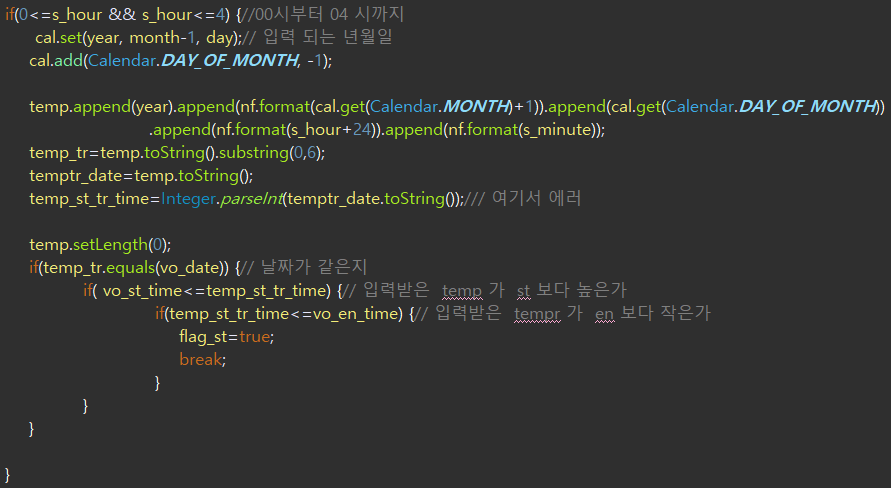 if(0<=s_hour && s_hour<=4) {//00시부터 04 시까지
cal.set(year, month-1, day);// 입력 되는 년월일
cal.add(Calendar.DAY_OF_MONTH, -1);
temp.append(year).append(nf.format(cal.get(Calendar.MONTH)+1)).append(cal.get(Calendar.DAY_OF_MONTH))
.append(nf.format(s_hour+24)).append(nf.format(s_minute));
temp_tr=temp.toString().substring(0,6);
temptr_date=temp.toString();
temp_st_tr_time=Integer.parseInt(temptr_date.toString());/// 여기서 에러
temp.setLength(0);
if(temp_tr.equals(vo_date)) {// 날짜가 같은지
if( vo_st_time<=temp_st_tr_time) {// 입력받은 temp 가 st 보다 높은가
if(temp_st_tr_time<=vo_en_time) {// 입력받은 tempr 가 en 보다 작은가
flag_st=true;
break;
}
}
}
}